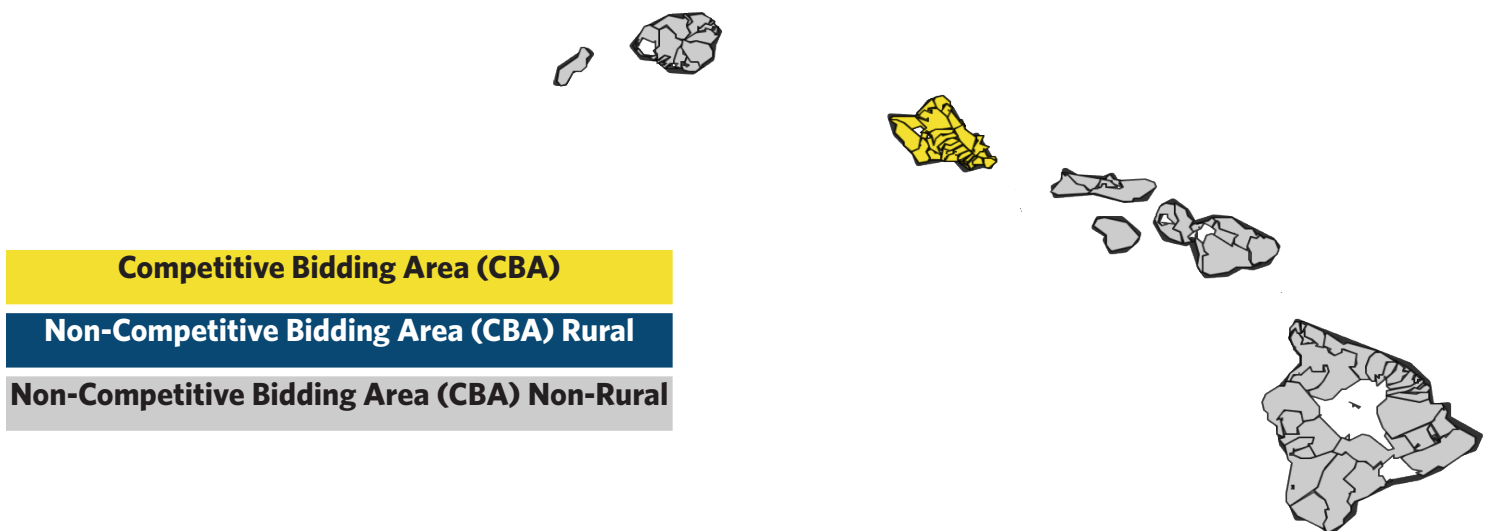 Competitive Bidding Area (CBA)
Non-Competitive Bidding Area (CBA) Rural
Non-Competitive Bidding Area (CBA) Non-Rural